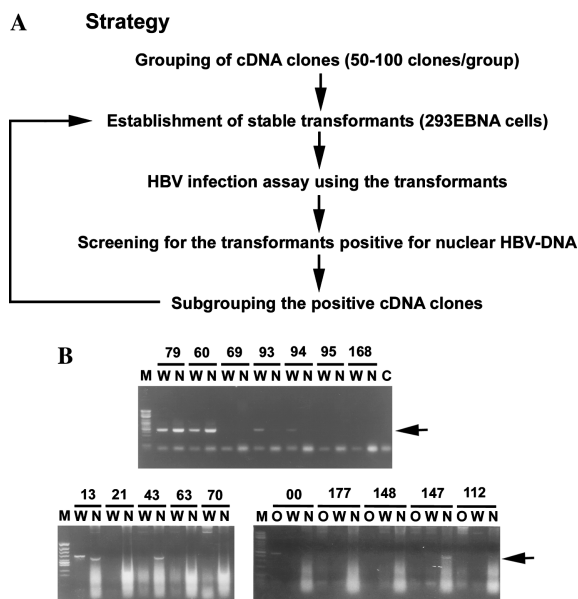 A Strategy
Grouping of cDNA clones (50-100 clones/group)
Establishment of stable transformants (293EBNA cells)
HBV infection assay using the transformants
Screening for the transformants positive for nuclear HBV-DNA
Subgrouping the positive cDNA clones
B
79 60 69 93 94 95 168
M W N W N W N W N W N W N W N C
13 21 43 63 70
M W N W N W N W N W N
00 177 148 147 112
M O W N O W N O W N O W N O W N